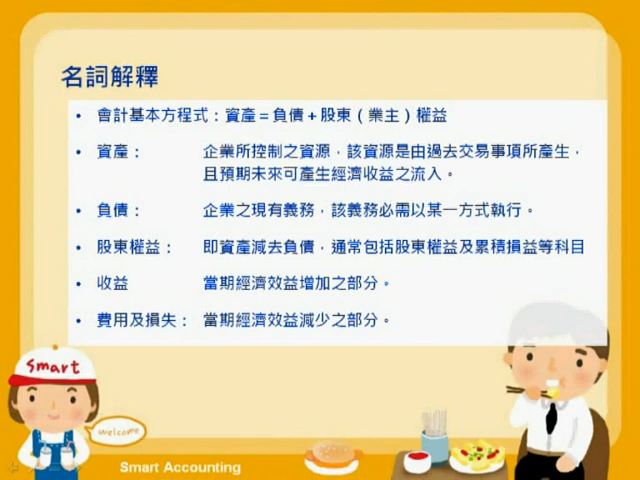 名詞解釋
• 會計基本方程式：資產＝負債＋股東（業主）權益
• 資產： 企業所控制之資源，該資源是由過去交易事項所產生，
且預期未來可產生經濟收益之流入。
• 負債： 企業之現有義務，該義務必需以某一方式執行。
• 股東權益： 即資產減去負債，通常包括股東權益及累積損益等科目
• 收益 當期經濟效益增加之部分。
• 費用及損失： 當期經濟效益減少之部分。
Smart
welcome
Smart Accounting